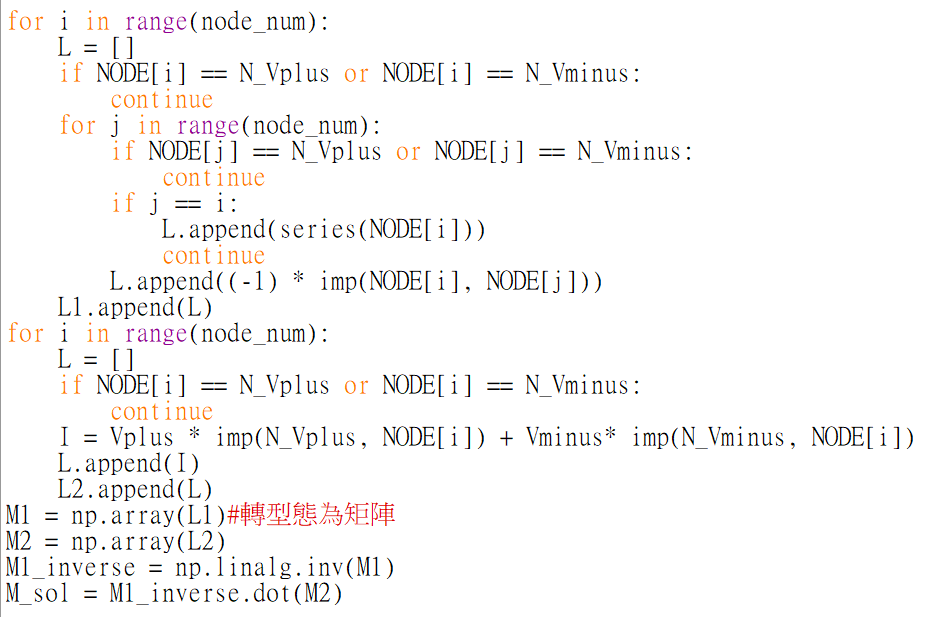 for i in range(node_num):
    L = []
    if NODE[i] == N_Vplus or NODE[i] == N_Vminus:
        continue
    for j in range(node_num):
        if NODE[j] == N_Vplus or NODE[j] == N_Vminus:
            continue
        if j == i:
            L.append(series(NODE[i]))
            continue
        L.append((-1) * imp(NODE[i], NODE[j]))
    L1.append(L)
for i in range(node_num):
    L = []
    if NODE[i] == N_Vplus or NODE[i] == N_Vminus:
        continue
    I = Vplus * imp(N_Vplus, NODE[i]) + Vminus* imp(N_Vminus, NODE[i])
    L.append(I)
    L2.append(L)
M1 = np.array(L1)#轉型態為矩陣
M2 = np.array(L2)
M1_inverse = np.linalg.inv(M1)
M_sol = M1_inverse.dot(M2)